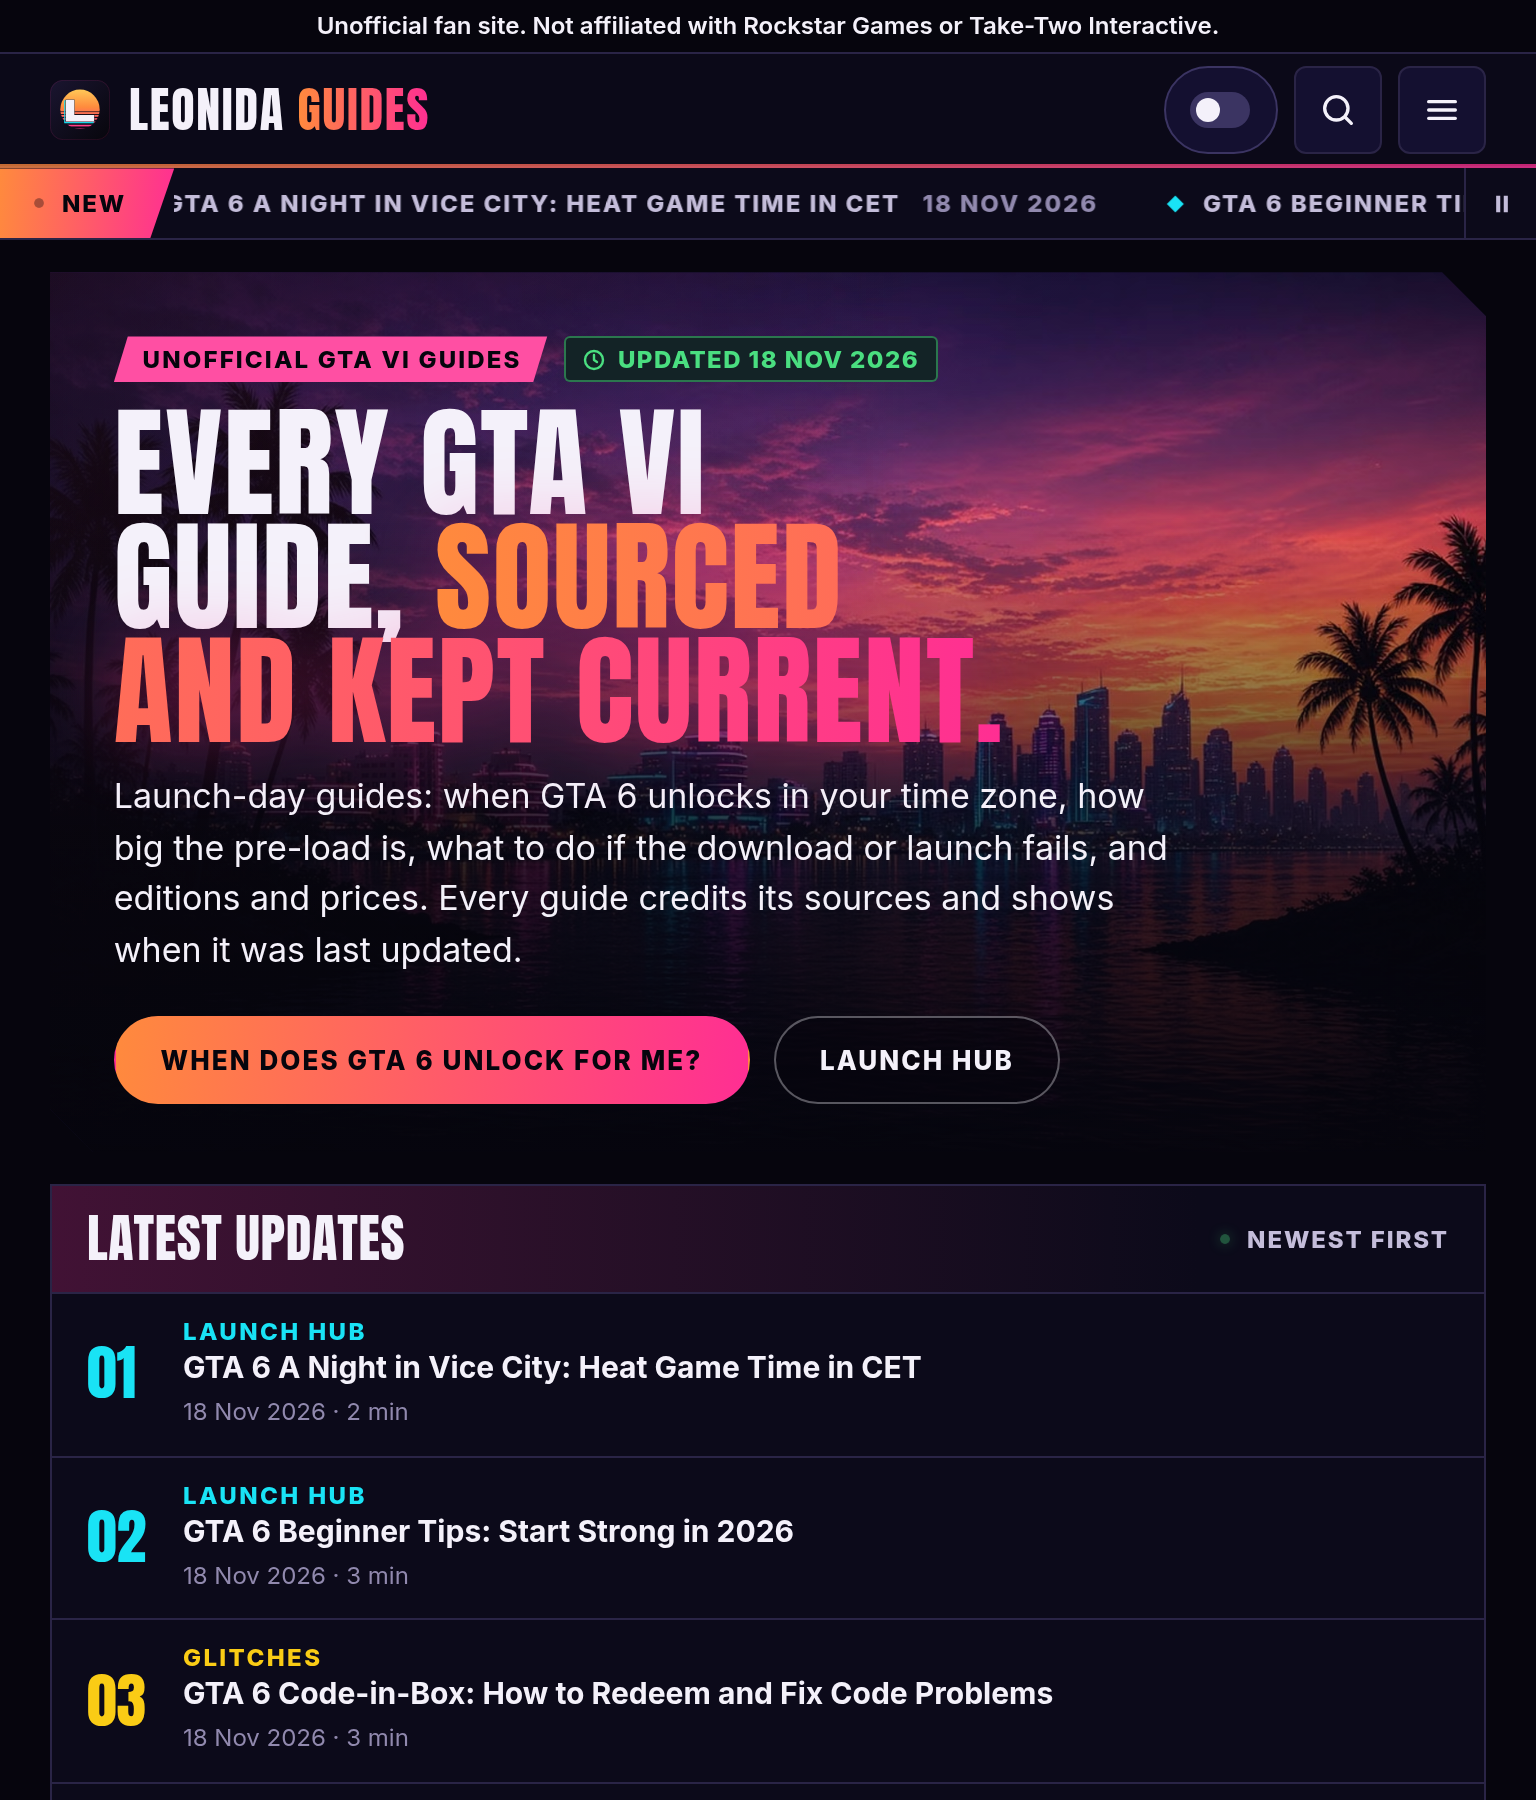 Unofficial fan site. Not affiliated with Rockstar Games or Take-Two Interactive.
LEONIDA GUIDES
NEW
GTA 6 A NIGHT IN VICE CITY: HEAT GAME TIME IN CET 18 NOV 2026 GTA 6 BEGINNER
UNOFFICIAL GTA VI GUIDES
UPDATED 18 NOV 2026
EVERY GTA VI
GUIDE, SOURCED
AND KEPT CURRENT.
Launch-day guides: when GTA 6 unlocks in your time zone, how
big the pre-load is, what to do if the download or launch fails, and
editions and prices. Every guide credits its sources and shows
when it was last updated.
WHEN DOES GTA 6 UNLOCK FOR ME?
LAUNCH HUB
LATEST UPDATES
NEWEST FIRST
01
LAUNCH HUB
GTA 6 A Night in Vice City: Heat Game Time in CET
18 Nov 2026 · 2 min
02
LAUNCH HUB
GTA 6 Beginner Tips: Start Strong in 2026
18 Nov 2026 · 3 min
03
GLITCHES
GTA 6 Code-in-Box: How to Redeem and Fix Code Problems
18 Nov 2026 · 3 min